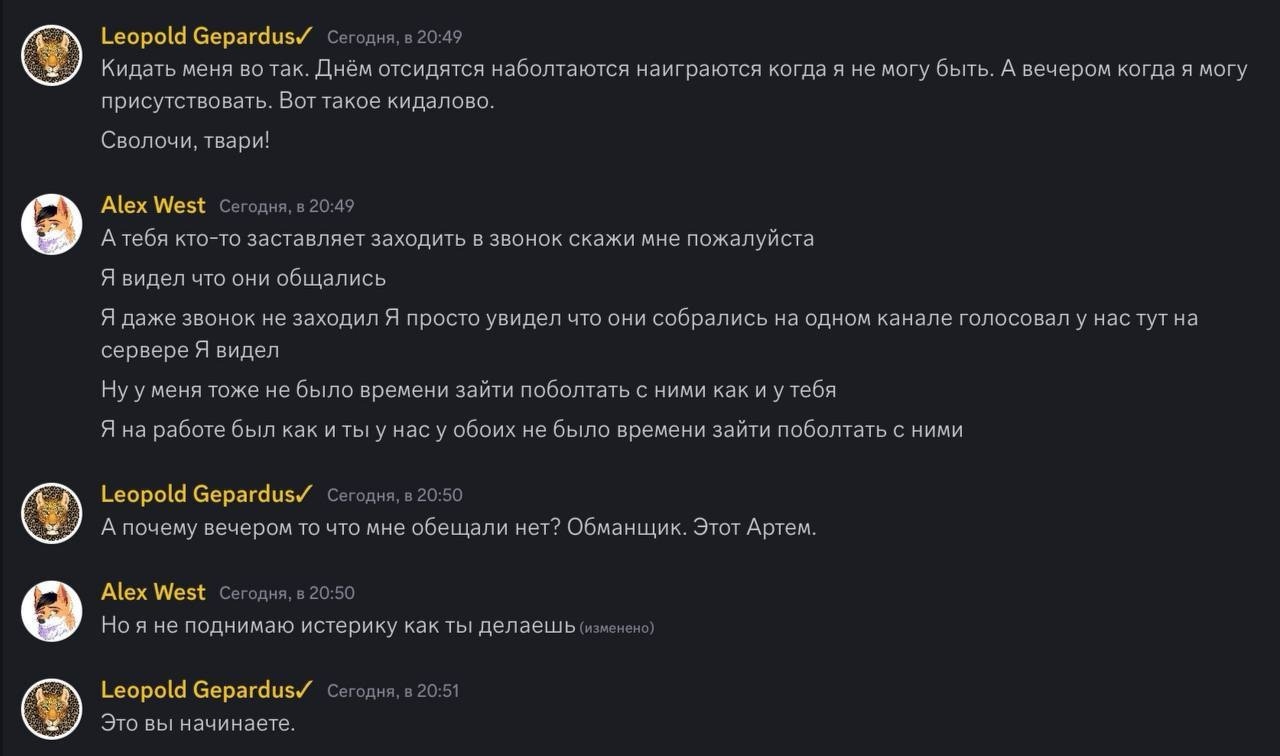 Leopold Gepardus✓ Сегодня, в 20:49
Кидать меня во так. Днём отсидятся наболтаются наиграются когда я не могу быть. А вечером когда я могу
присутствовать. Вот такое кидалово.
Сволочи, твари!
Alex West Сегодня, в 20:49
А тебя кто-то заставляет заходить в звонок скажи мне пожалуйста
Я видел что они общались
Я даже звонок не заходил Я просто увидел что они собрались на одном канале голосовал у нас тут на
сервере Я видел
Ну у меня тоже не было времени зайти поболтать с ними как и у тебя
Я на работе был как и ты у нас у обоих не было времени зайти поболтать с ними
Leopold Gepardus✓ Сегодня, в 20:50
А почему вечером то что мне обещали нет? Обманщик. Этот Артем.
Alex West Сегодня, в 20:50
Но я не поднимаю истерику как ты делаешь (изменено)
Leopold Gepardus✓ Сегодня, в 20:51
Это вы начинаете.